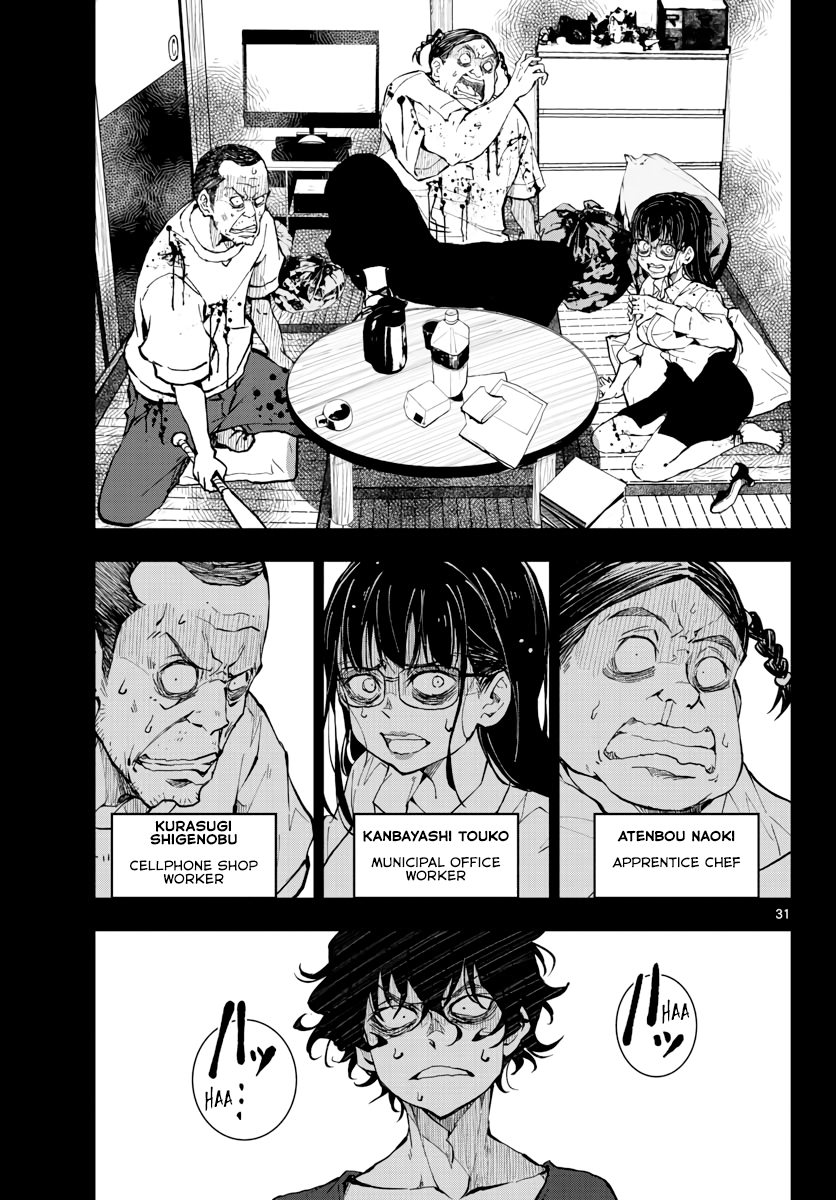 KURASUGI
SHIGENOBU
CELLPHONE SHOP
WORKER
KANBAYASHI TOUKO
MUNICIPAL OFFICE
WORKER
ATENBOU NAOKI
APPRENTICE CHEF
31
ハッ
HAA
ハッ...
HAA